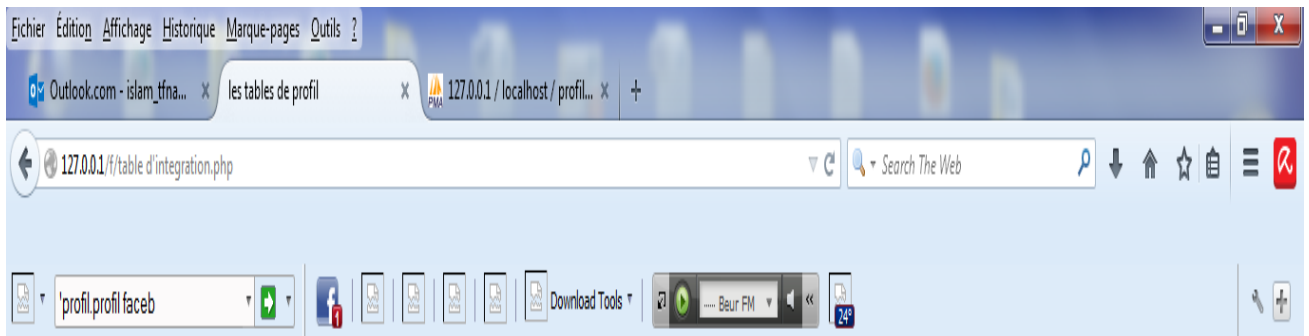 Fichier Édition Affichage Historique Marque-pages Outils ?
Outlook.com - islam_tfna... × les tables de profil × PMA 127.0.0.1 / localhost / profil... × +
127.0.0.1/f/table d'integration.php Search The Web
'profil.profil faceb 1 Download Tools ..... Beur FM « 24°